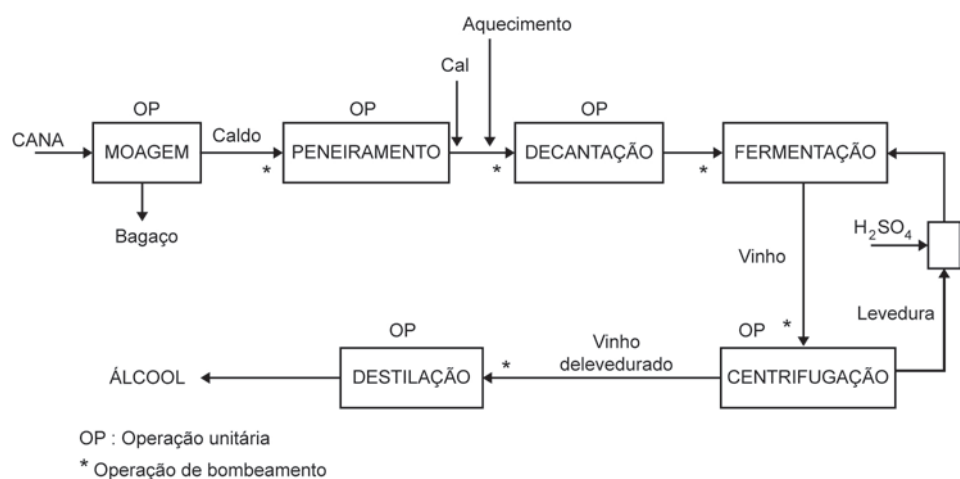 Aquecimento
Cal
OP
OP
OP
CANA
MOAGEM
Caldo
*
PENEIRAMENTO
*
DECANTAÇÃO
*
FERMENTAÇÃO
Bagaço
H₂SO₄
Vinho
Levedura
OP
OP
*
Vinho
delevedurado
ÁLCOOL
DESTILAÇÃO
*
CENTRIFUGAÇÃO
OP : Operação unitária
* Operação de bombeamento